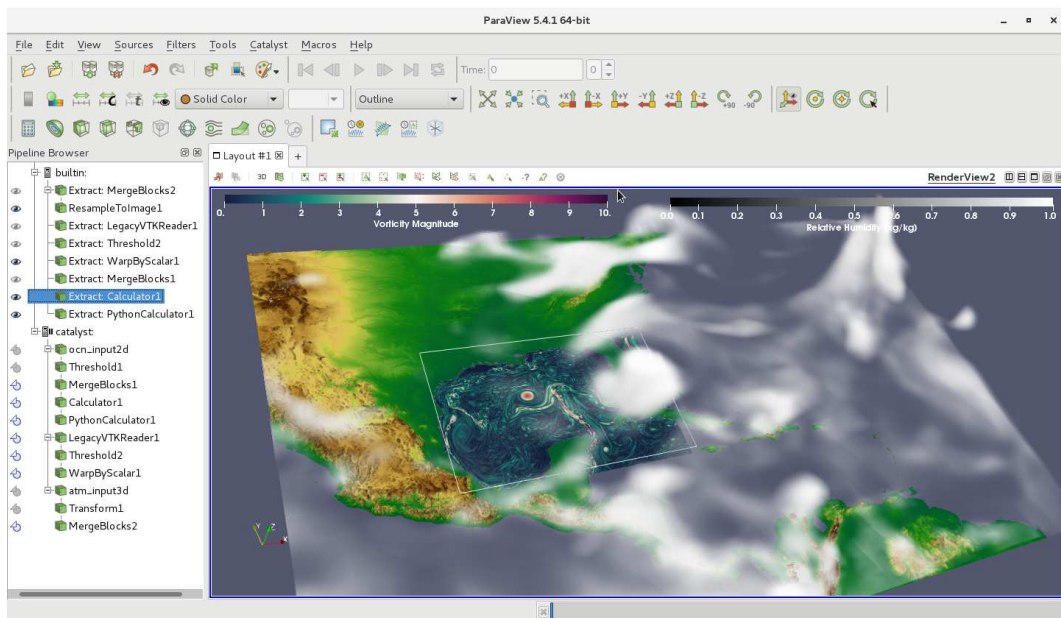 ParaView 5.4.1 64-bit
File Edit View Sources Filters Tools Catalyst Macros Help
Time: 0 0
Solid Color Outline +X -X +Y -Y +Z -Z +90 -90
Pipeline Browser
Layout #1 +
3D RenderView2
builtin:
Extract: MergeBlocks2
ResampleToImage1
Extract: LegacyVTKReader1
Extract: Threshold2
Extract: WarpByScalar1
Extract: MergeBlocks1
Extract: Calculator1
Extract: PythonCalculator1
catalyst:
ocn_input2d
Threshold1
MergeBlocks1
Calculator1
PythonCalculator1
LegacyVTKReader1
Threshold2
WarpByScalar1
atm_input3d
Transform1
MergeBlocks2
0. 1 2 3 4 5 6 7 8 9 10.
Vorticity Magnitude
0.0 0.1 0.2 0.3 0.4 0.5 0.6 0.7 0.8 0.9 1.0
Relative Humidity (kg/kg)
Y Z X